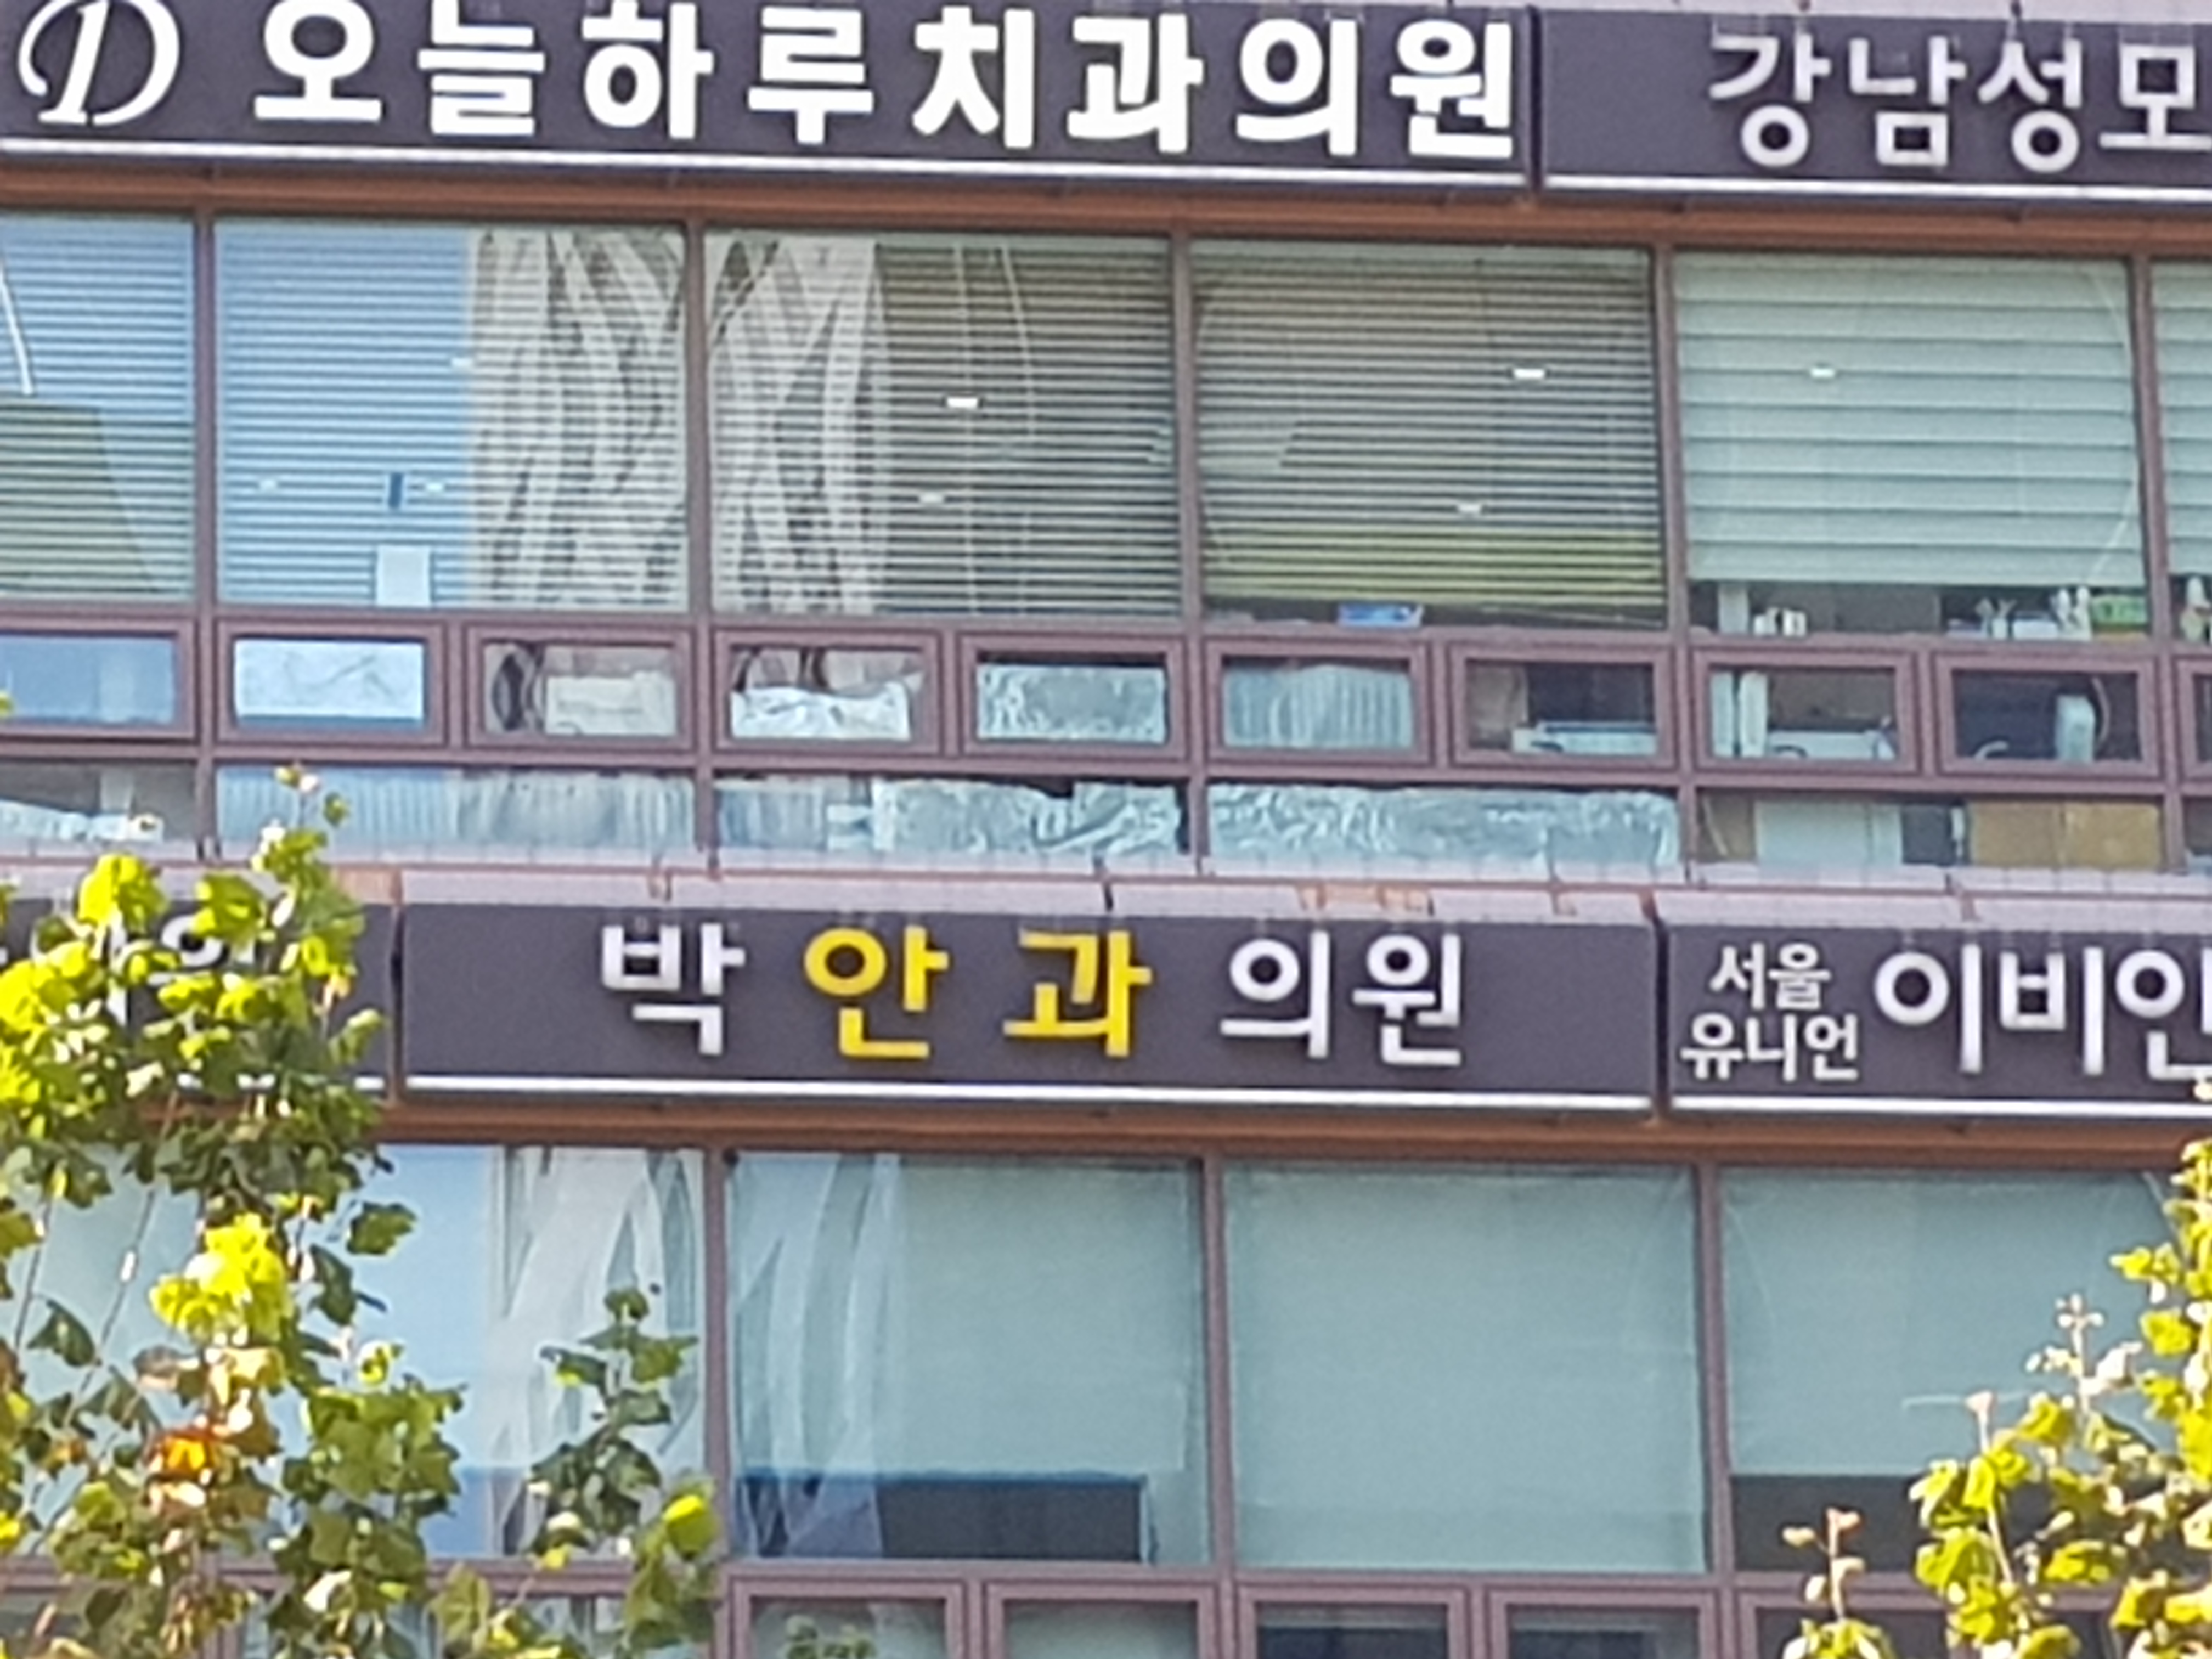 D 오늘하루치과의원
강남성모
박 안과 의원
서울
유니언
이비인